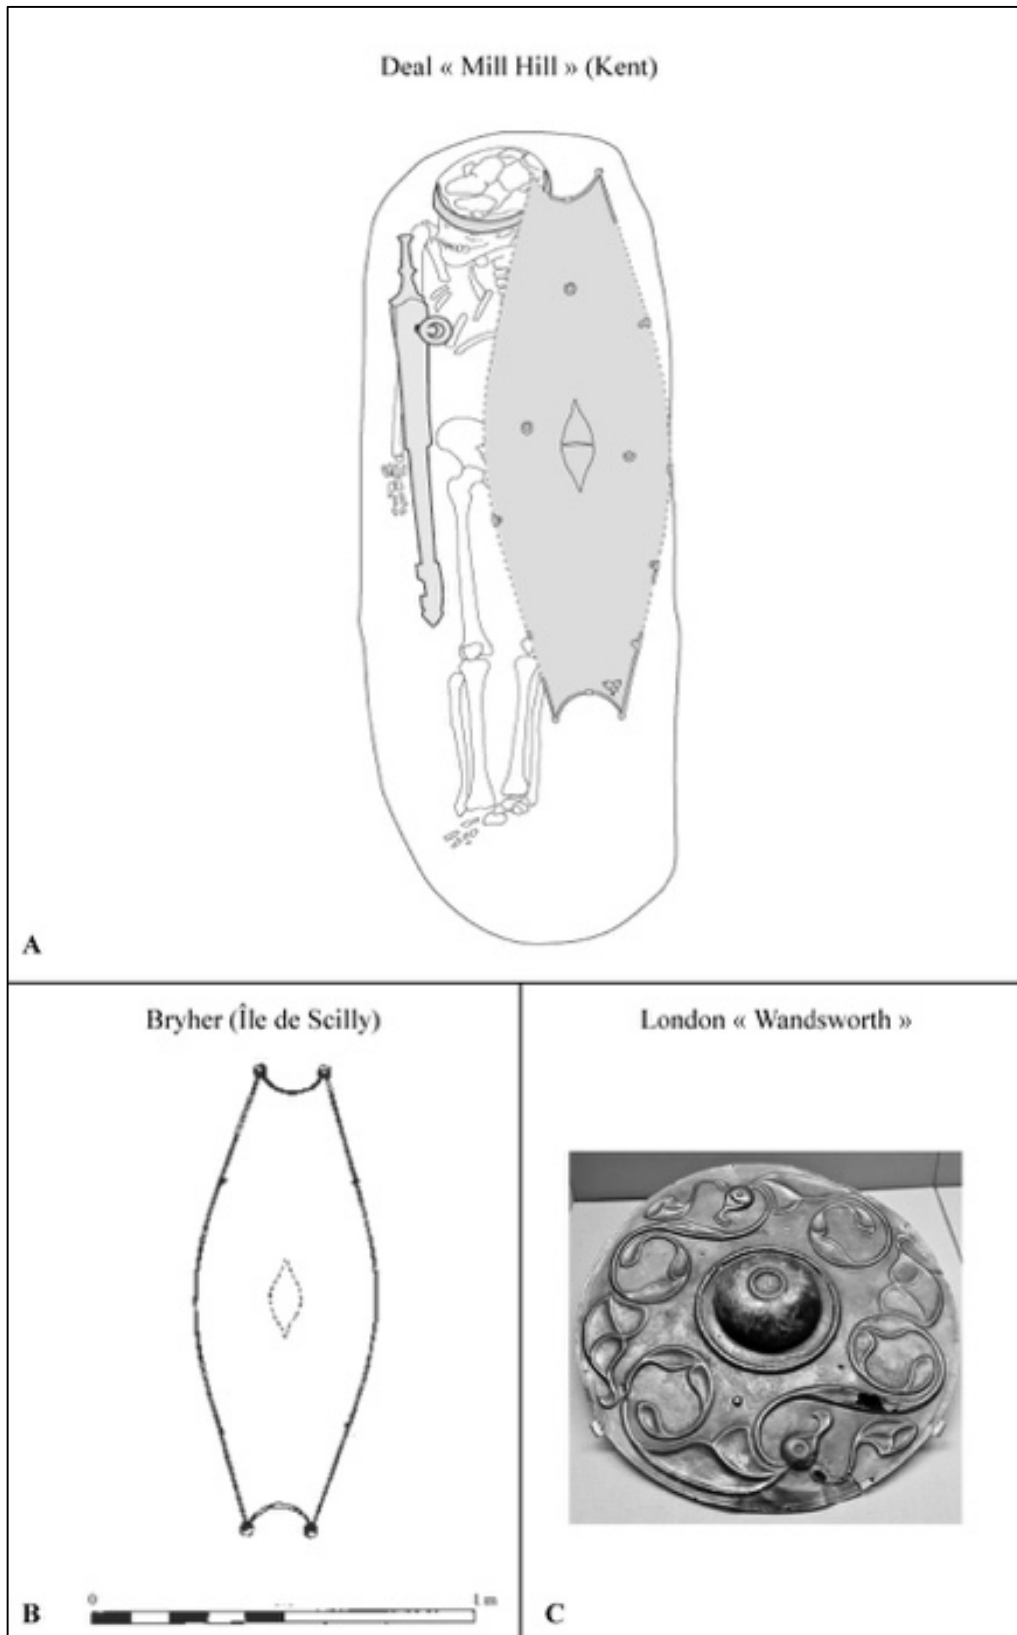 Deal « Mill Hill » (Kent)
A
Bryher (Île de Scilly)
0
1 m
B
London « Wandsworth »
C